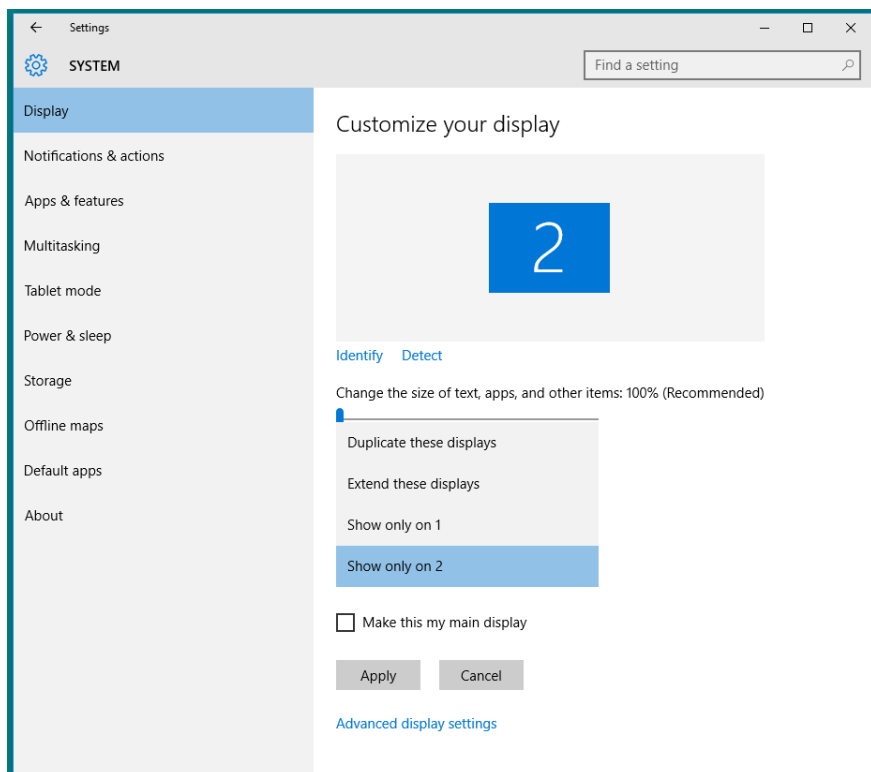 Settings
SYSTEM
Find a setting
Display
Notifications & actions
Apps & features
Multitasking
Tablet mode
Power & sleep
Storage
Offline maps
Default apps
About
Customize your display
2
Identify Detect
Change the size of text, apps, and other items: 100% (Recommended)
Duplicate these displays
Extend these displays
Show only on 1
Show only on 2
Make this my main display
Apply Cancel
Advanced display settings